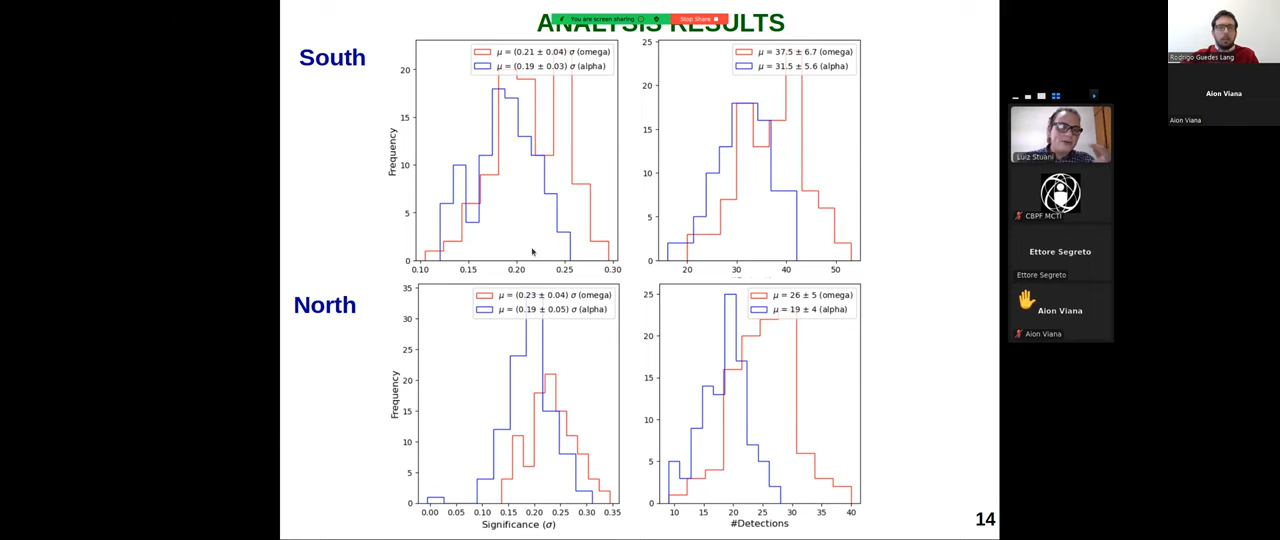 You are screen sharing
Stop Share
ANALYSIS RESULTS
South
μ = (0.21 ± 0.04) σ (omega)
μ = (0.19 ± 0.03) σ (alpha)
Frequency
20
15
10
5
0
0.10 0.15 0.20 0.25 0.30
μ = 37.5 ± 6.7 (omega)
μ = 31.5 ± 5.6 (alpha)
25
20
15
10
5
0
20 30 40 50
North
μ = (0.23 ± 0.04) σ (omega)
μ = (0.19 ± 0.05) σ (alpha)
Frequency
35
30
25
20
15
10
5
0
0.00 0.05 0.10 0.15 0.20 0.25 0.30 0.35
Significance (σ)
μ = 26 ± 5 (omega)
μ = 19 ± 4 (alpha)
25
20
15
10
5
0
10 15 20 25 30 35 40
#Detections
14
Luiz Stuani
CBPF MCTI
Ettore Segreto
Ettore Segreto
Aion Viana
Aion Viana
Rodrigo Guedes Lang
Aion Viana
Aion Viana